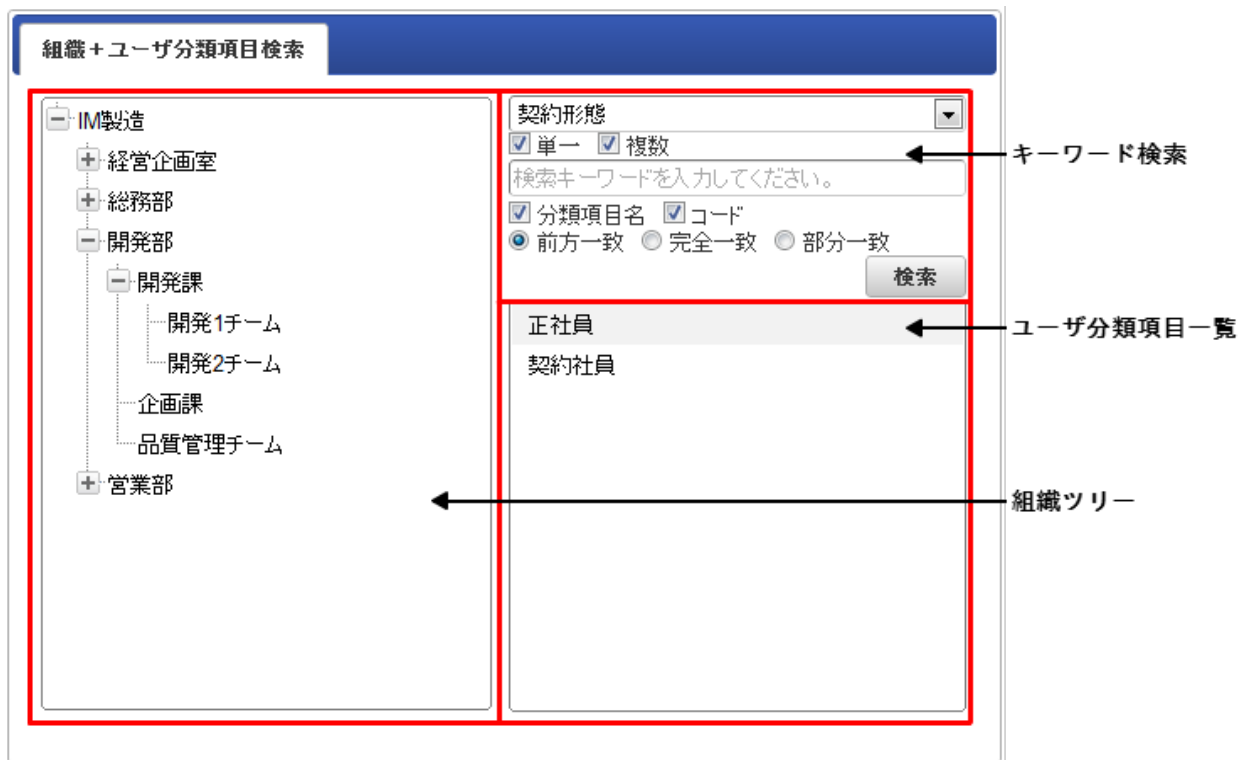 組織+ユーザ分類項目検索
IM製造
経営企画室
総務部
開発部
開発課
開発1チーム
開発2チーム
企画課
品質管理チーム
営業部
契約形態
単一 複数
検索キーワードを入力してください。
分類項目名 コード
前方一致 完全一致 部分一致
検索
正社員
契約社員
キーワード検索
ユーザ分類項目一覧
組織ツリー